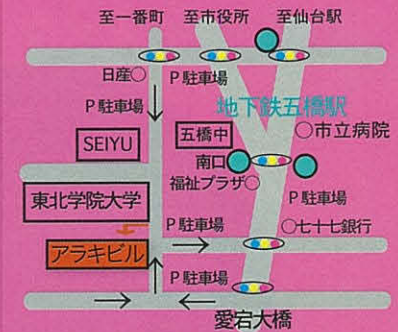 至一番町 至市役所 至仙台駅
日産○ P 駐車場
P 駐車場 地下鉄五橋駅
SEIYU 五橋中 ○市立病院
南口
福祉プラザ○
東北学院大学 P 駐車場
P 駐車場 ○七十七銀行
アラキビル
P 駐車場
愛宕大橋